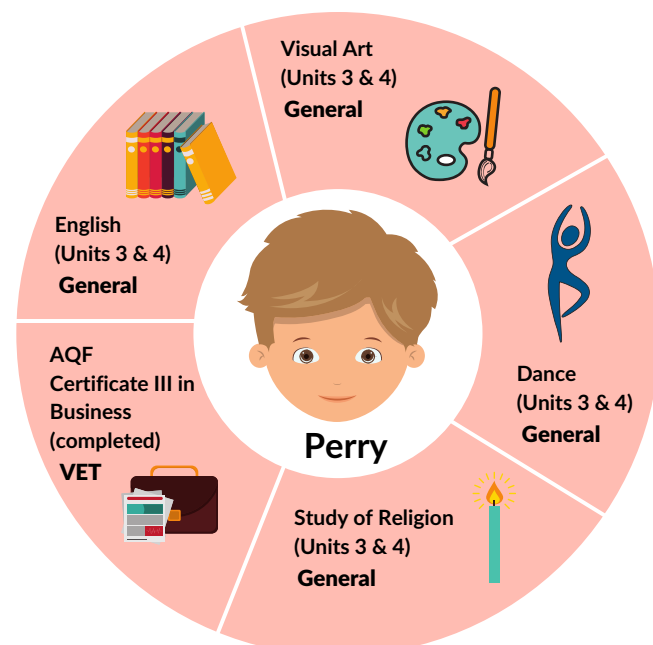 Visual Art
(Units 3 & 4)
General
English
(Units 3 & 4)
General
AQF
Certificate III in
Business
(completed)
VET
Perry
Dance
(Units 3 & 4)
General
Study of Religion
(Units 3 & 4)
General